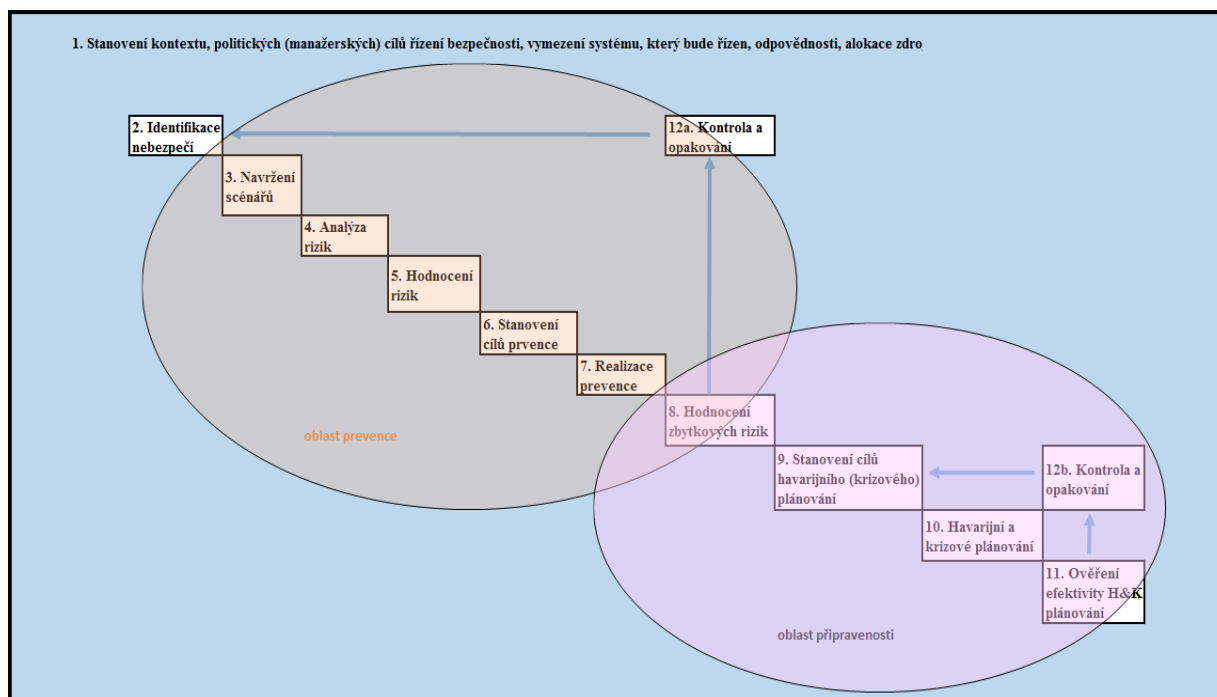 1. Stanovení kontextu, politických (manažerských) cílů řízení bezpečnosti, vymezení systému, který bude řízen, odpovědnosti, alokace zdro
2. Identifikace
nebezpečí
12a. Kontrola a
opakování
3. Navržení
scénářů
4. Analýza
rizik
5. Hodnocení
rizik
6. Stanovení
cílů prvence
7. Realizace
prevence
8. Hodnocení
zbytkových rizik
oblast prevence
9. Stanovení cílů
havarijního (krizového)
plánování
12b. Kontrola a
opakování
10. Havarijní a
krizové plánování
11. Ověření
efektivity H&K
plánování
oblast připravenosti